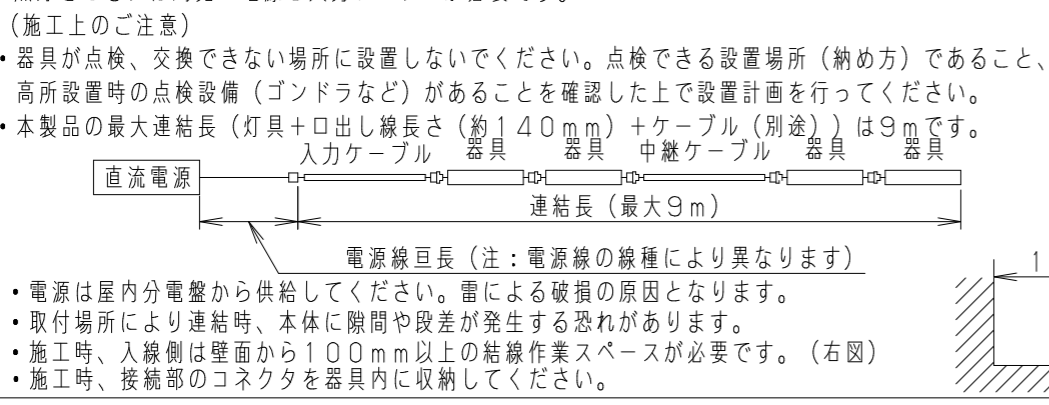 （施工上のご注意）
・器具が点検、交換できない場所に設置しないでください。点検できる設置場所（納め方）であること、
高所設置時の点検設備（ゴンドラなど）があることを確認した上で設置計画を行ってください。
・本製品の最大連結長（灯具＋口出し線長さ（約１４０ｍｍ）＋ケーブル（別途））は９ｍです。
入力ケーブル 器具 器具 中継ケーブル 器具 器具
直流電源
連結長（最大９ｍ）
電源線亘長（注：電源線の線種により異なります）
１
・電源は屋内分電盤から供給してください。雷による破損の原因となります。
・取付場所により連結時、本体に隙間や段差が発生する恐れがあります。
・施工時、入線側は壁面から１００ｍｍ以上の結線作業スペースが必要です。（右図）
・施工時、接続部のコネクタを器具内に収納してください。